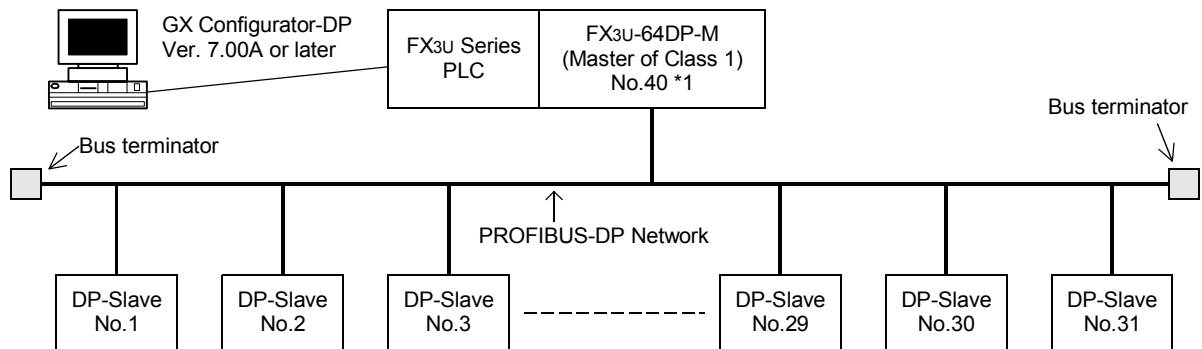 GX Configurator-DP
Ver. 7.00A or later
FX3U Series
PLC
FX3U-64DP-M
(Master of Class 1)
No.40 *1
Bus terminator
Bus terminator
PROFIBUS-DP Network
DP-Slave
No.1
DP-Slave
No.2
DP-Slave
No.3
DP-Slave
No.29
DP-Slave
No.30
DP-Slave
No.31